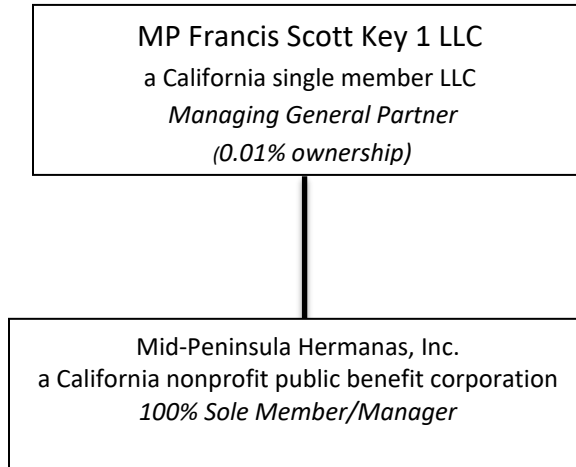 MP Francis Scott Key 1 LLC
a California single member LLC
Managing General Partner
(0.01% ownership)
Mid-Peninsula Hermanas, Inc.
a California nonprofit public benefit corporation
100% Sole Member/Manager